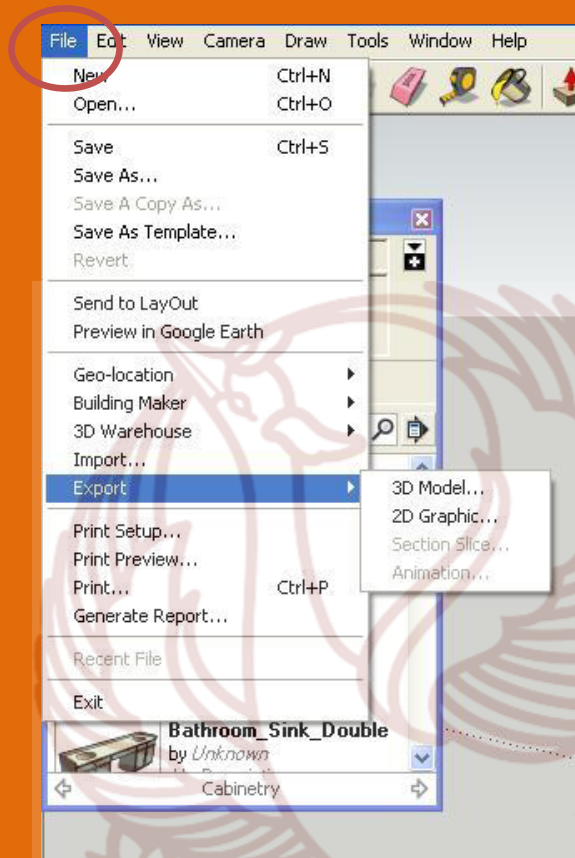 File Edit View Camera Draw Tools Window Help
New Ctrl+N
Open... Ctrl+O
Save Ctrl+S
Save As...
Save A Copy As...
Save As Template...
Revert
Send to LayOut
Preview in Google Earth
Geo-location
Building Maker
3D Warehouse
Import...
Export
3D Model...
2D Graphic...
Section Slice...
Animation...
Print Setup...
Print Preview...
Print... Ctrl+P
Generate Report...
Recent File
Exit
Bathroom_Sink_Double
by Unknown
Cabinetry